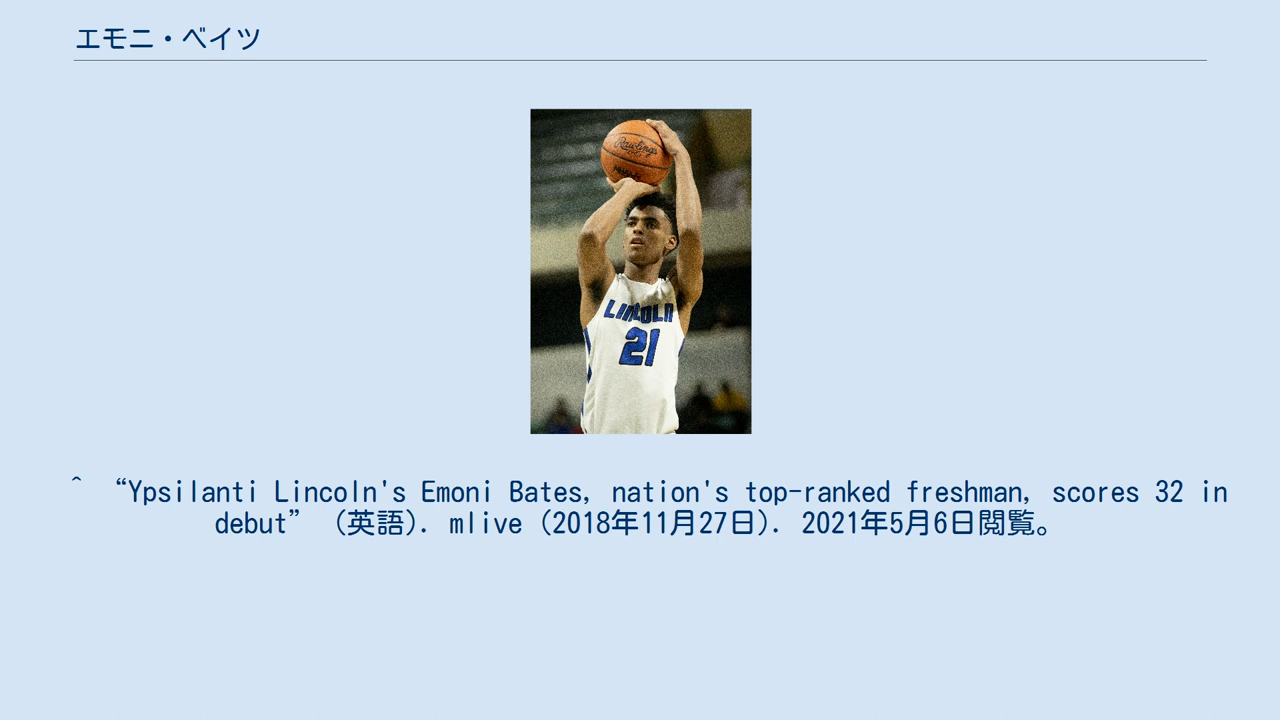 エモニ・ベイツ
Rawlings
LINCOLN
21
^ “Ypsilanti Lincoln's Emoni Bates, nation's top-ranked freshman, scores 32 in
debut” (英語). mlive (2018年11月27日). 2021年5月6日閲覧。